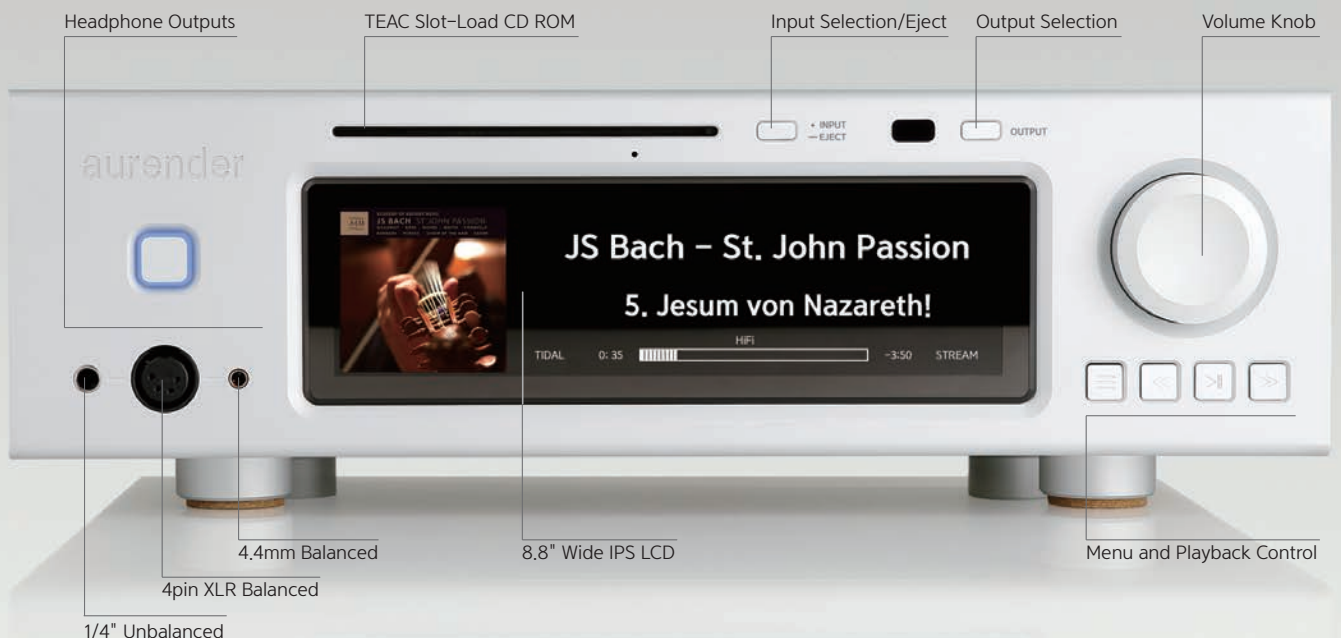 Headphone Outputs
TEAC Slot-Load CD ROM
Input Selection/Eject
Output Selection
Volume Knob
• INPUT
— EJECT
OUTPUT
aurender
JS BACH ST JOHN PASSION
JS Bach - St. John Passion
5. Jesum von Nazareth!
HiFi
TIDAL 0:35 -3:50 STREAM
4.4mm Balanced
8.8" Wide IPS LCD
Menu and Playback Control
4pin XLR Balanced
1/4" Unbalanced